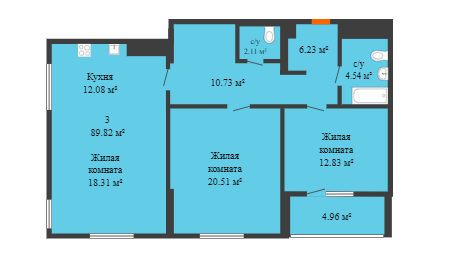 с/у
2.11 м²
6.23 м²
с/у
4.54 м²
Кухня
12.08 м²
10.73 м²
3
89.82 м²
Жилая
комната
18.31 м²
Жилая
комната
20.51 м²
Жилая
комната
12.83 м²
4.96 м²